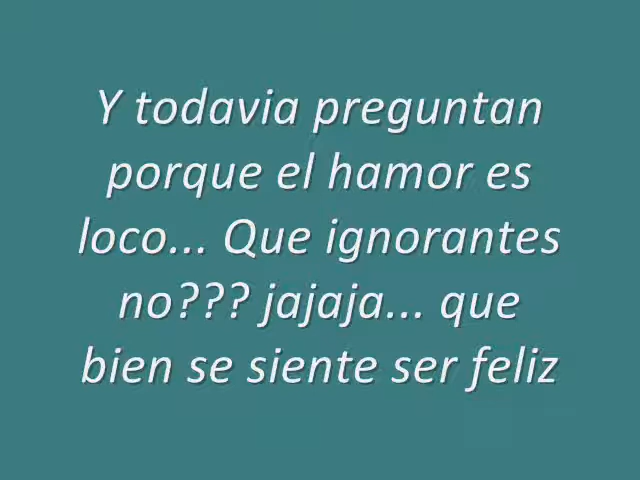 Y todavia preguntan
porque el hamor es
loco... Que ignorantes
no??? jajaja... que
bien se siente ser feliz